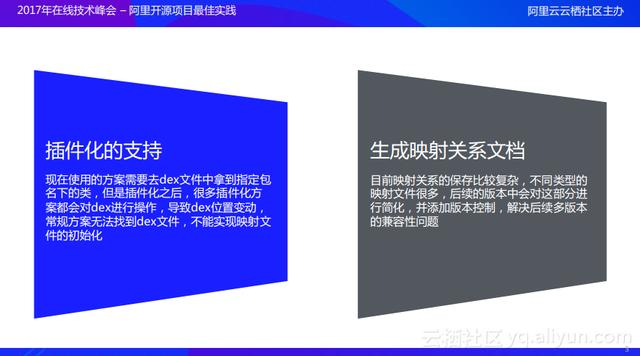 2017年在线技术峰会 – 阿里开源项目最佳实践
阿里云云栖社区主办
插件化的支持
现在使用的方案需要去dex文件中拿到指定包
名下的类，但是插件化之后，很多插件化方
案都会对dex进行操作，导致dex位置变动，
常规方案无法找到dex文件，不能实现映射文
件的初始化
生成映射关系文档
目前映射关系的保存比较复杂，不同类型的
映射文件很多，后续的版本中会对这部分进
行简化，并添加版本控制，解决后续多版本
的兼容性问题
云栖社区 yq.aliyun.com